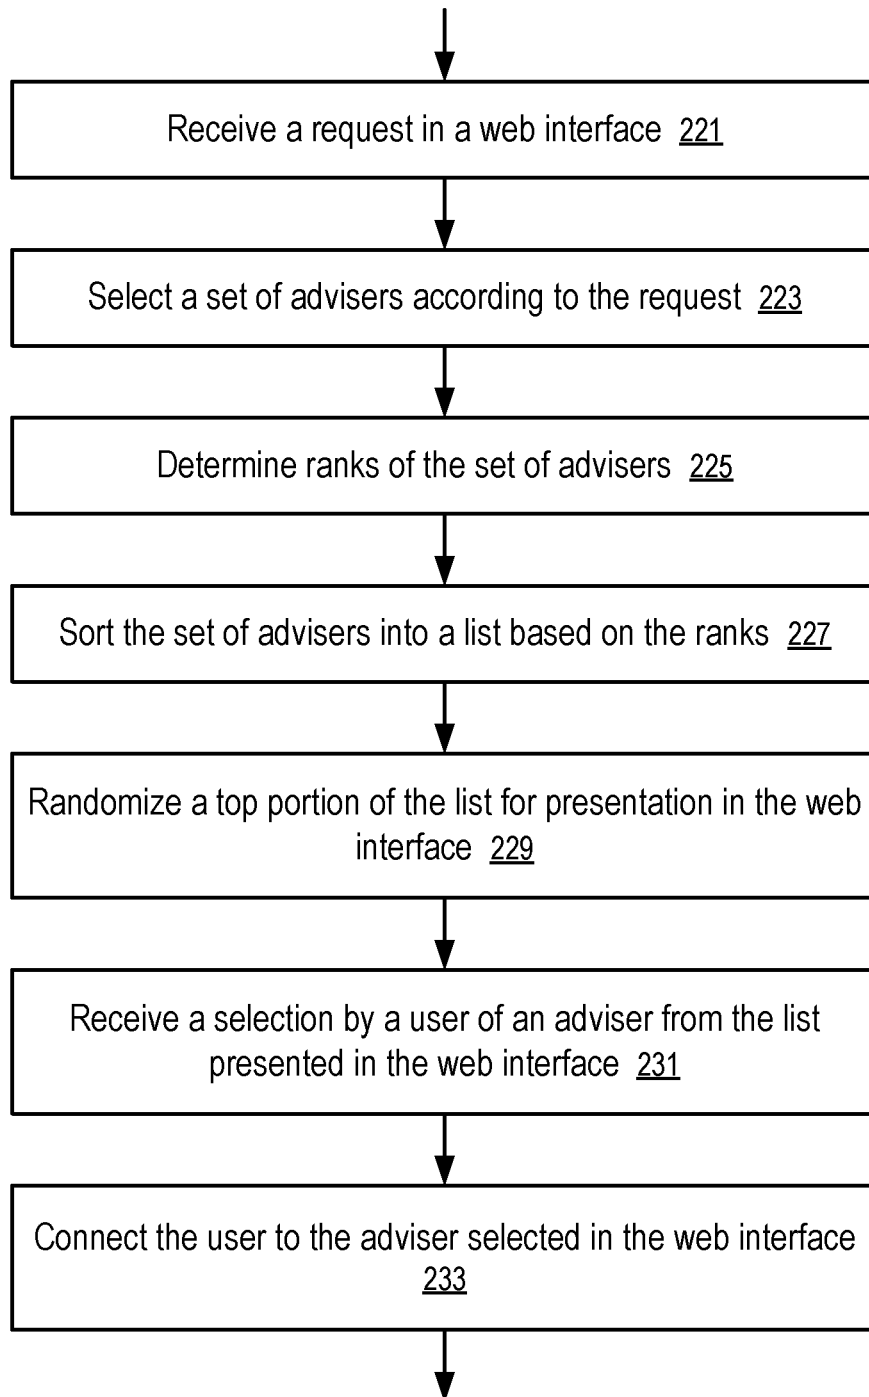 Receive a request in a web interface 221
Select a set of advisers according to the request 223
Determine ranks of the set of advisers 225
Sort the set of advisers into a list based on the ranks 227
Randomize a top portion of the list for presentation in the web
interface 229
Receive a selection by a user of an adviser from the list
presented in the web interface 231
Connect the user to the adviser selected in the web interface
233